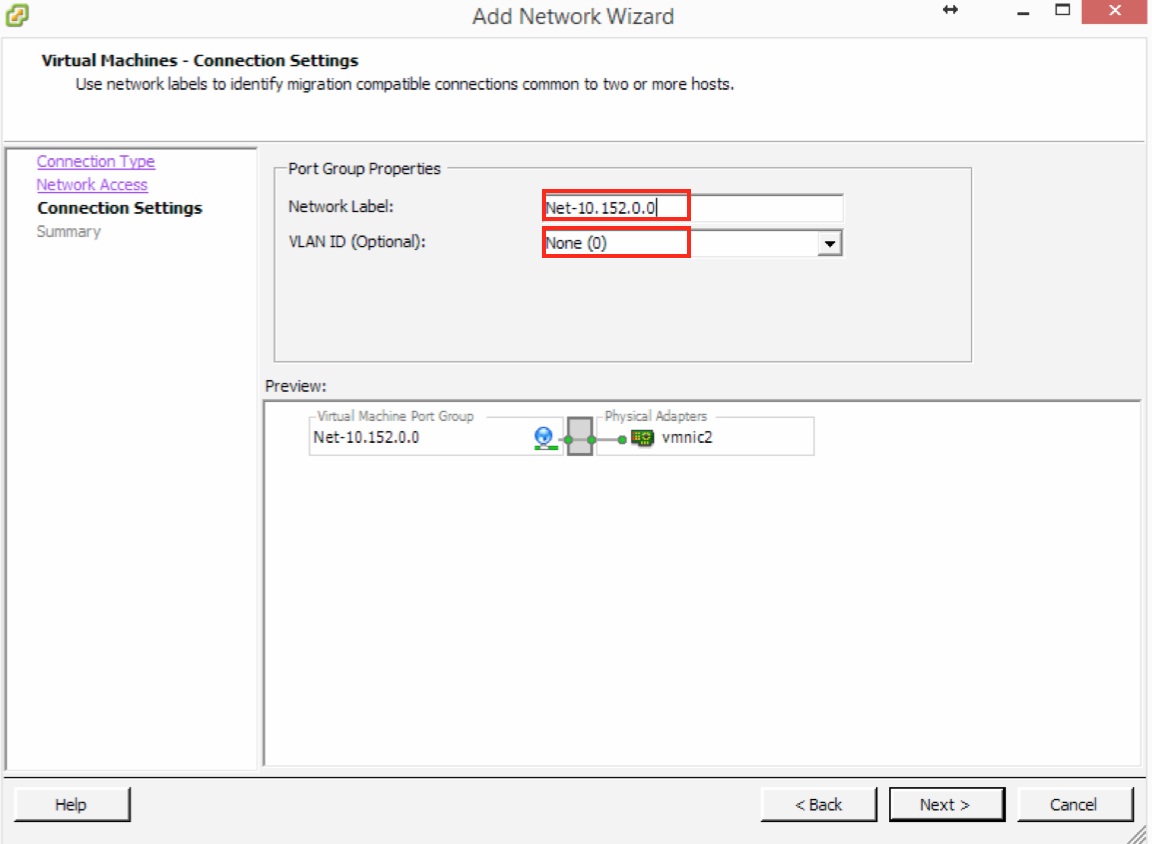 Add Network Wizard
Virtual Machines - Connection Settings
Use network labels to identify migration compatible connections common to two or more hosts.
Connection Type
Network Access
Connection Settings
Summary
Port Group Properties
Network Label:
Net-10.152.0.0
VLAN ID (Optional):
None (0)
Preview:
Virtual Machine Port Group
Net-10.152.0.0
Physical Adapters
vmnic2
Help
< Back
Next >
Cancel